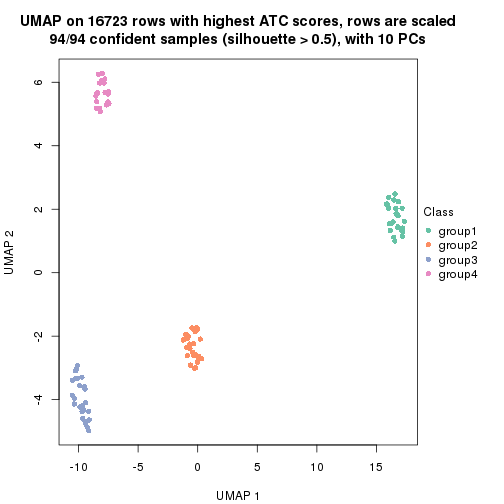 UMAP on 16723 rows with highest ATC scores, rows are scaled
94/94 confident samples (silhouette > 0.5), with 10 PCs
6
4
2
0
-2
-4
UMAP 2
-10
-5
0
5
10
15
UMAP 1
Class
group1
group2
group3
group4